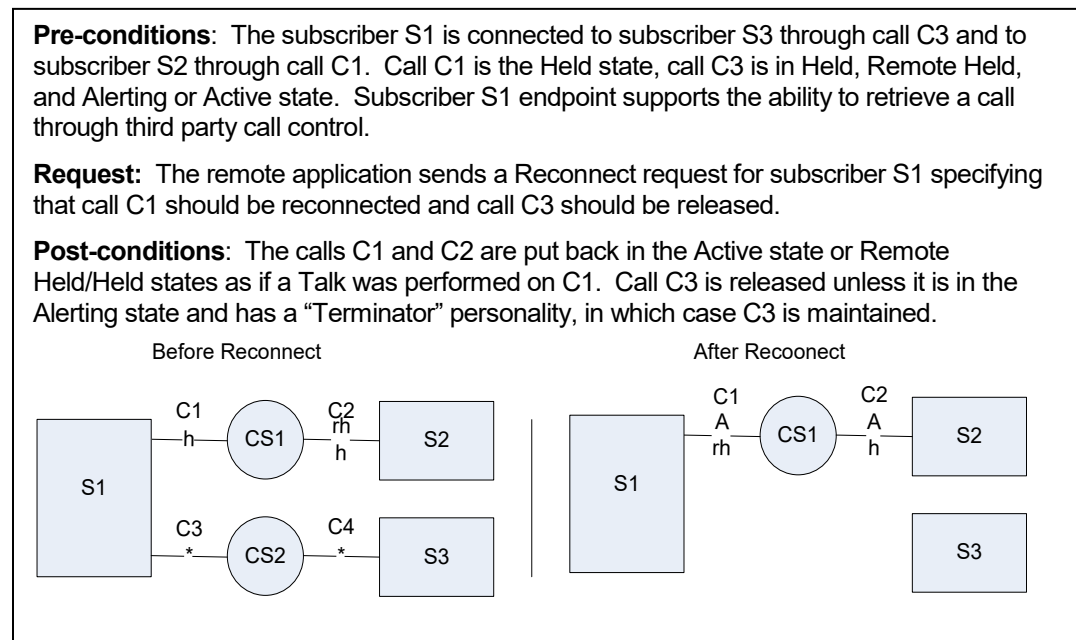 Pre-conditions: The subscriber S1 is connected to subscriber S3 through call C3 and to
subscriber S2 through call C1. Call C1 is the Held state, call C3 is in Held, Remote Held,
and Alerting or Active state. Subscriber S1 endpoint supports the ability to retrieve a call
through third party call control.
Request: The remote application sends a Reconnect request for subscriber S1 specifying
that call C1 should be reconnected and call C3 should be released.
Post-conditions: The calls C1 and C2 are put back in the Active state or Remote
Held/Held states as if a Talk was performed on C1. Call C3 is released unless it is in the
Alerting state and has a “Terminator” personality, in which case C3 is maintained.
Before Reconnect
C1
h
CS1
C2
rh
h
S2
S1
C3
*
CS2
C4
*
S3
After Recoonect
C1
A
rh
CS1
C2
A
h
S2
S1
S3